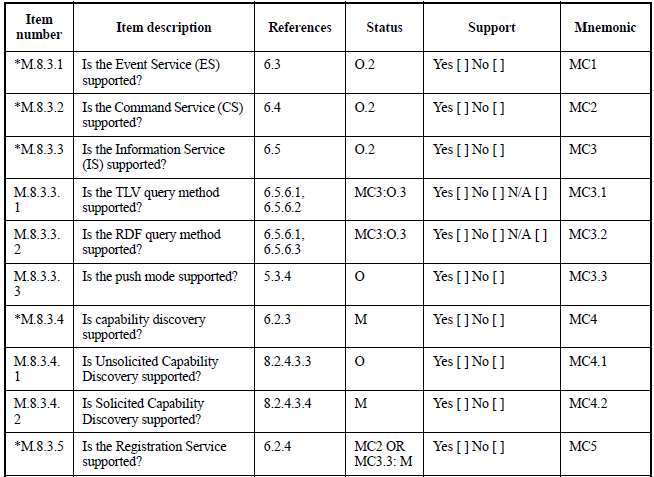 Item number Item description References Status Support Mnemonic
*M.8.3.1 Is the Event Service (ES) supported? 6.3 O.2 Yes [ ] No [ ] MC1
*M.8.3.2 Is the Command Service (CS) supported? 6.4 O.2 Yes [ ] No [ ] MC2
*M.8.3.3 Is the Information Service (IS) supported? 6.5 O.2 Yes [ ] No [ ] MC3
M.8.3.3.1 Is the TLV query method supported? 6.5.6.1, 6.5.6.2 MC3:O.3 Yes [ ] No [ ] N/A [ ] MC3.1
M.8.3.3.2 Is the RDF query method supported? 6.5.6.1, 6.5.6.3 MC3:O.3 Yes [ ] No [ ] N/A [ ] MC3.2
M.8.3.3.3 Is the push mode supported? 5.3.4 O Yes [ ] No [ ] MC3.3
*M.8.3.4 Is capability discovery supported? 6.2.3 M Yes [ ] No [ ] MC4
M.8.3.4.1 Is Unsolicited Capability Discovery supported? 8.2.4.3.3 O Yes [ ] No [ ] MC4.1
M.8.3.4.2 Is Solicited Capability Discovery supported? 8.2.4.3.4 M Yes [ ] No [ ] MC4.2
*M.8.3.5 Is the Registration Service supported? 6.2.4 MC2 OR MC3.3: M Yes [ ] No [ ] MC5